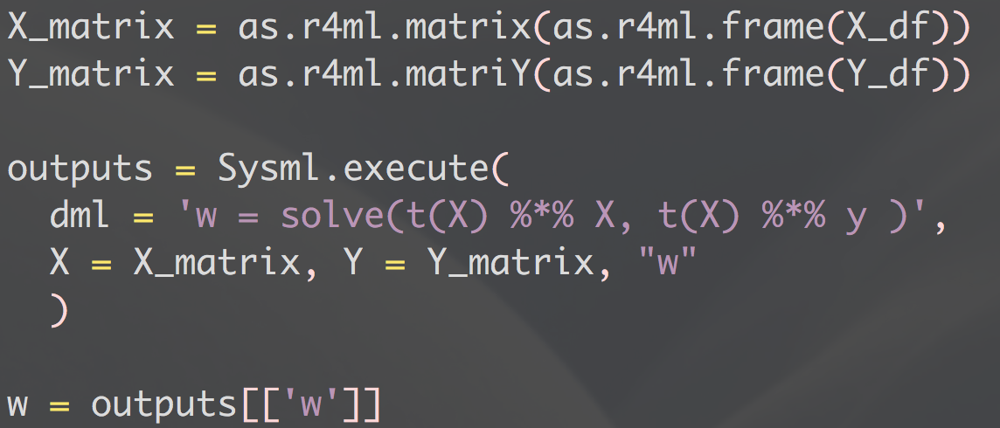 X_matrix = as.r4ml.matrix(as.r4ml.frame(X_df))
Y_matrix = as.r4ml.matriY(as.r4ml.frame(Y_df))
outputs = Sysml.execute(
dml = 'w = solve(t(X) %*% X, t(X) %*% y )',
X = X_matrix, Y = Y_matrix, "w"
)
w = outputs[['w']]